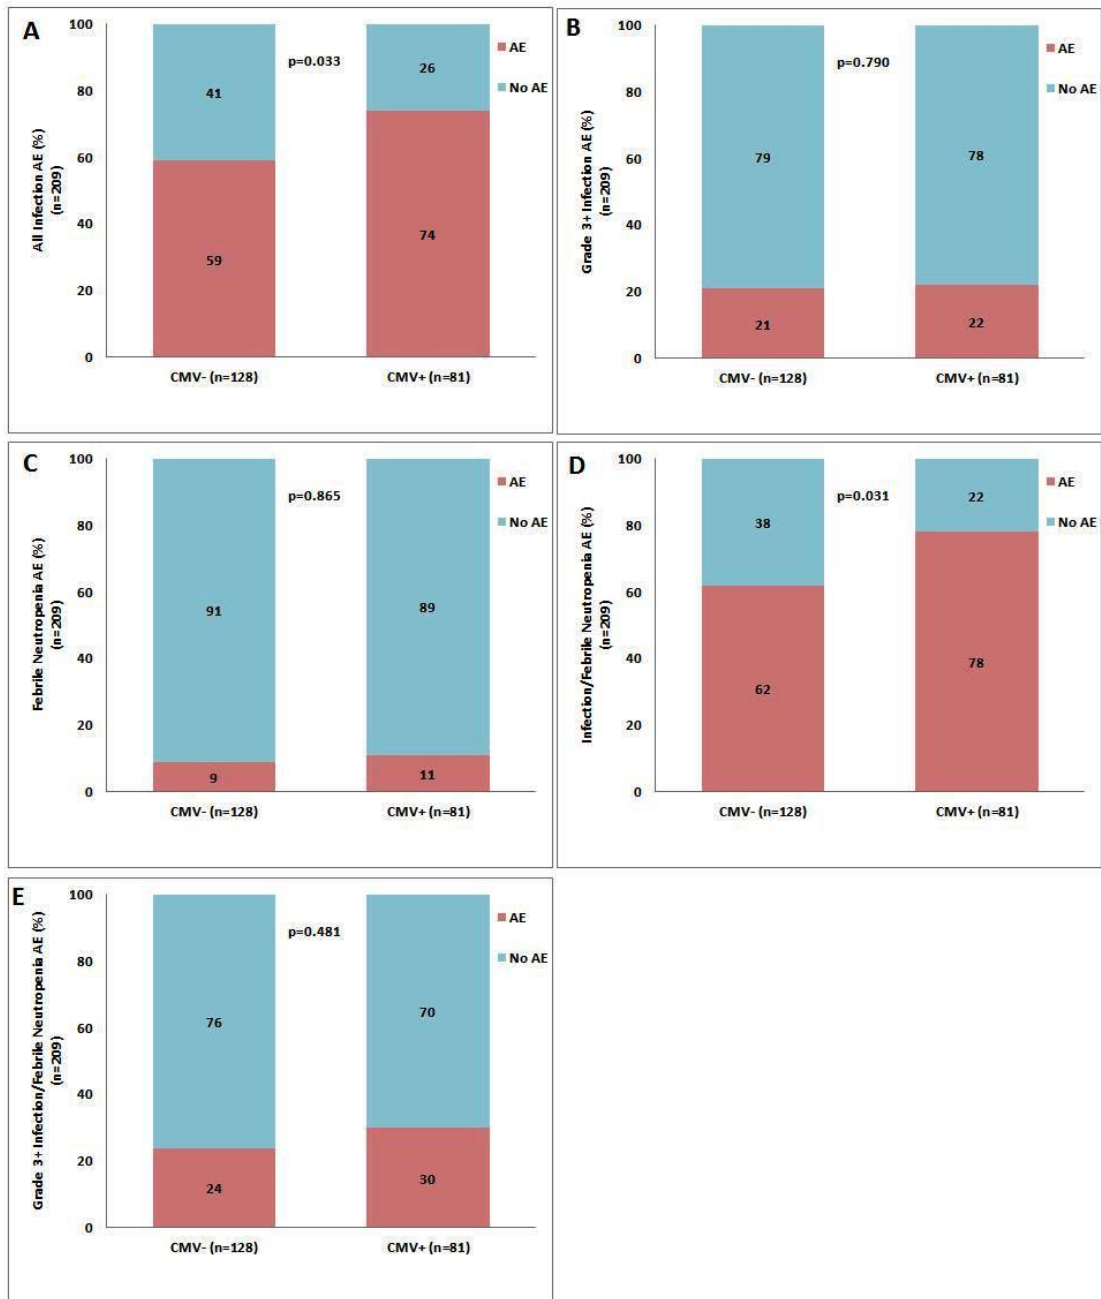 A
All Infection AE (%)
(n=209)
100
80
60
40
20
0
41
59
p=0.033
26
74
AE
No AE
CMV- (n=128)
CMV+ (n=81)
B
Grade 3+ Infection AE (%)
(n=209)
100
80
60
40
20
0
79
21
p=0.790
78
22
AE
No AE
CMV- (n=128)
CMV+ (n=81)
C
Febrile Neutropenia AE (%)
(n=209)
100
80
60
40
20
0
91
9
p=0.865
89
11
AE
No AE
CMV- (n=128)
CMV+ (n=81)
D
Infection/Febrile Neutropenia AE (%)
(n=209)
100
80
60
40
20
0
38
62
p=0.031
22
78
AE
No AE
CMV- (n=128)
CMV+ (n=81)
E
Grade 3+ Infection/Febrile Neutropenia AE (%)
(n=209)
100
80
60
40
20
0
76
24
p=0.481
70
30
AE
No AE
CMV- (n=128)
CMV+ (n=81)